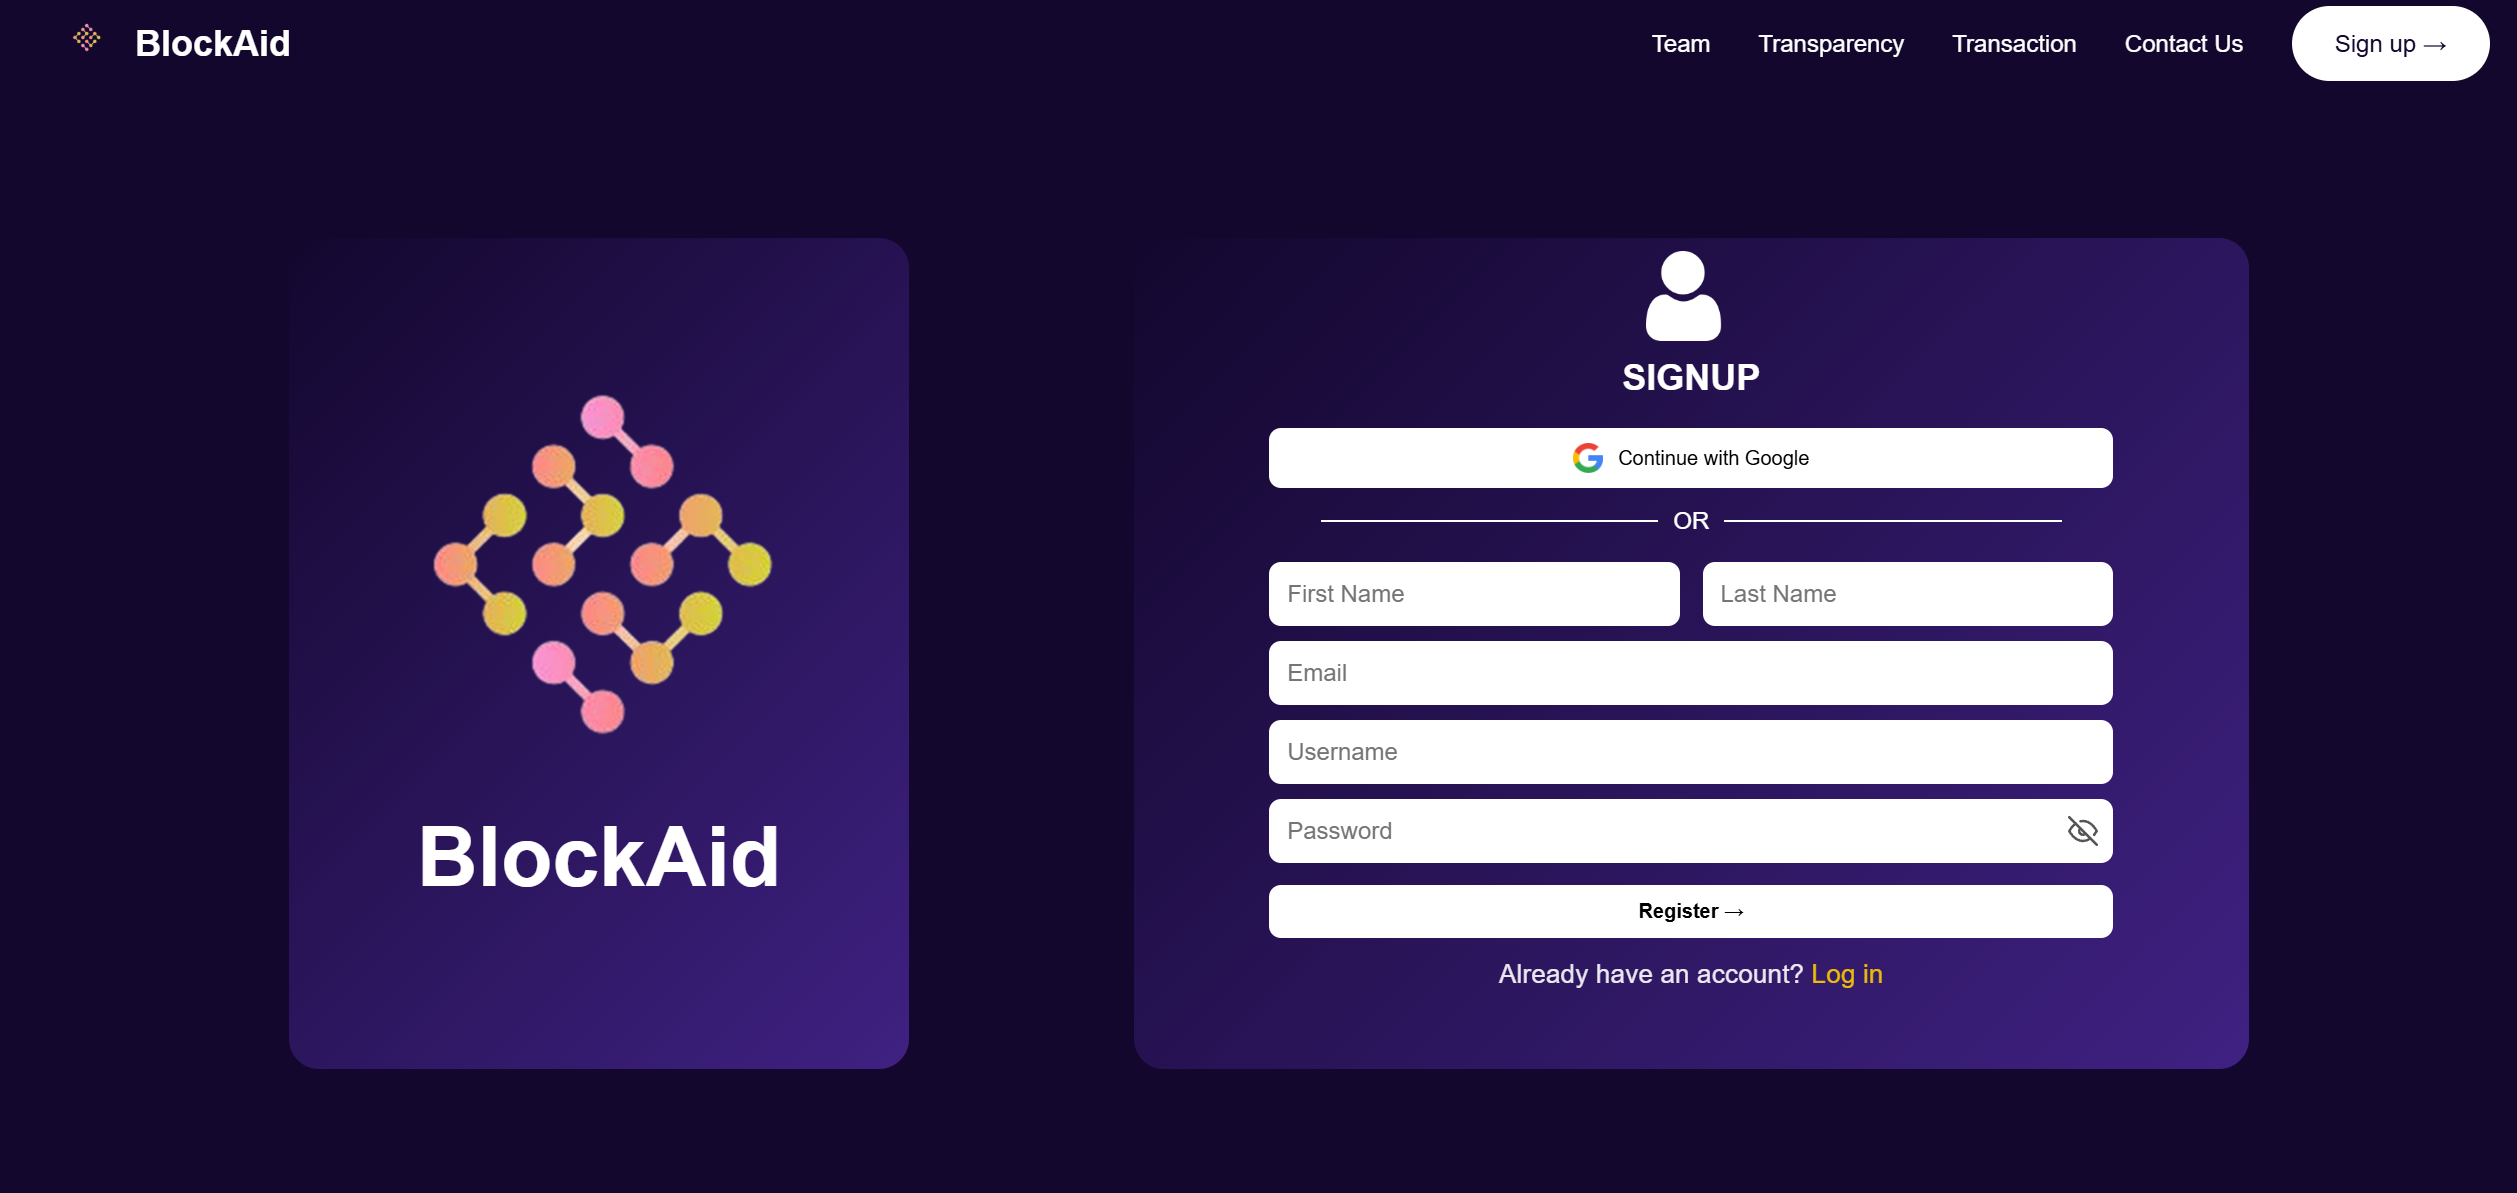 BlockAid
Team
Transparency
Transaction
Contact Us
Sign up →
BlockAid
SIGNUP
Continue with Google
OR
First Name
Last Name
Email
Username
Password
Register →
Already have an account? Log in